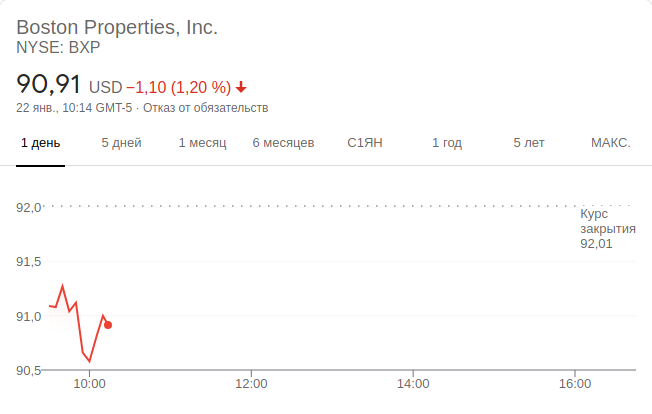 Boston Properties, Inc.
NYSE: BXP
90,91 USD −1,10 (1,20 %)
22 янв., 10:14 GMT-5 · Отказ от обязательств
1 день 5 дней 1 месяц 6 месяцев С1ЯН 1 год 5 лет МАКС.
92,0
Курс
закрытия
92,01
91,5
91,0
90,5
10:00 12:00 14:00 16:00